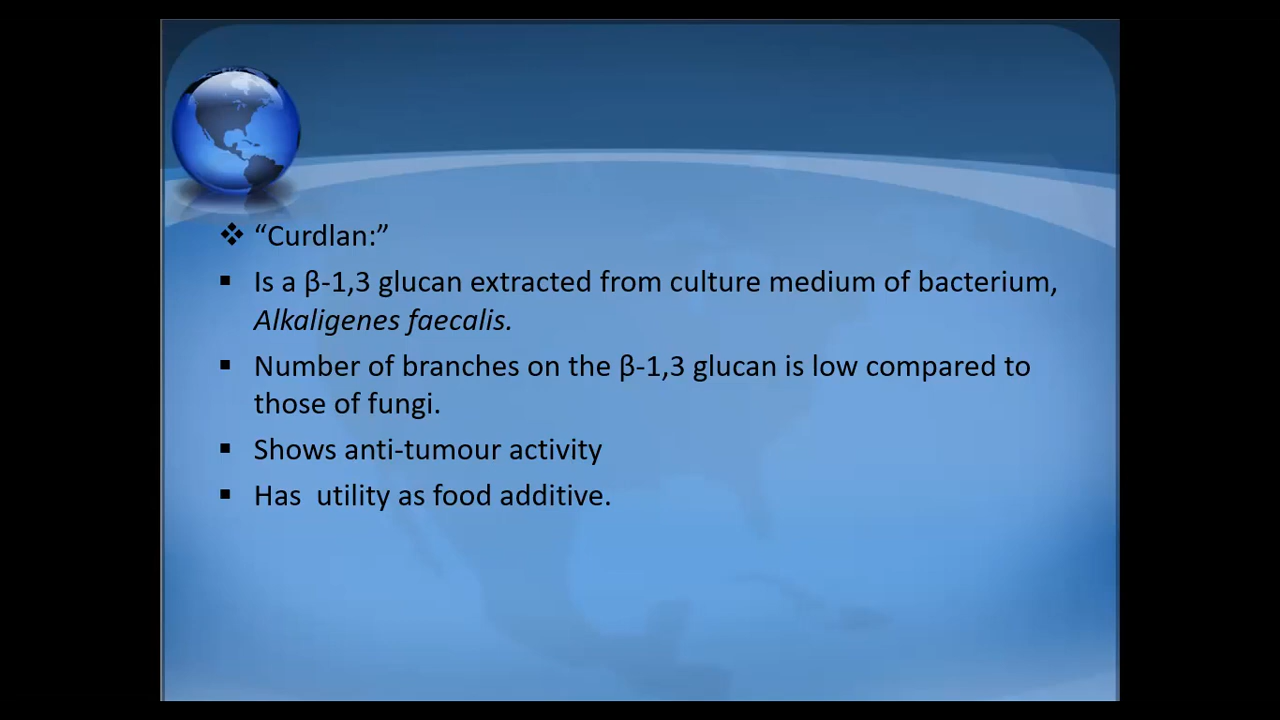 ❖ “Curdlan:”
▪ Is a β-1,3 glucan extracted from culture medium of bacterium,
Alkaligenes faecalis.
▪ Number of branches on the β-1,3 glucan is low compared to
those of fungi.
▪ Shows anti-tumour activity
▪ Has  utility as food additive.